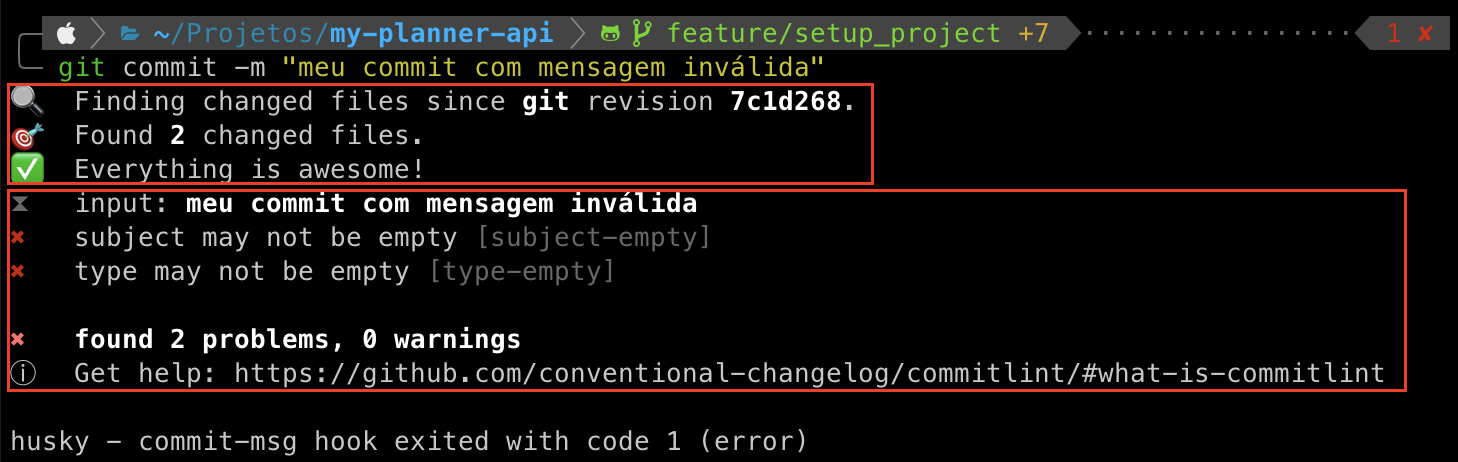 ~/Projetos/my-planner-api feature/setup_project +7 1 ✘
git commit -m "meu commit com mensagem inválida"
🔍 Finding changed files since git revision 7c1d268.
🎯 Found 2 changed files.
✅ Everything is awesome!
⧗ input: meu commit com mensagem inválida
✖ subject may not be empty [subject-empty]
✖ type may not be empty [type-empty]
✖ found 2 problems, 0 warnings
ⓘ Get help: https://github.com/conventional-changelog/commitlint/#what-is-commitlint
husky - commit-msg hook exited with code 1 (error)